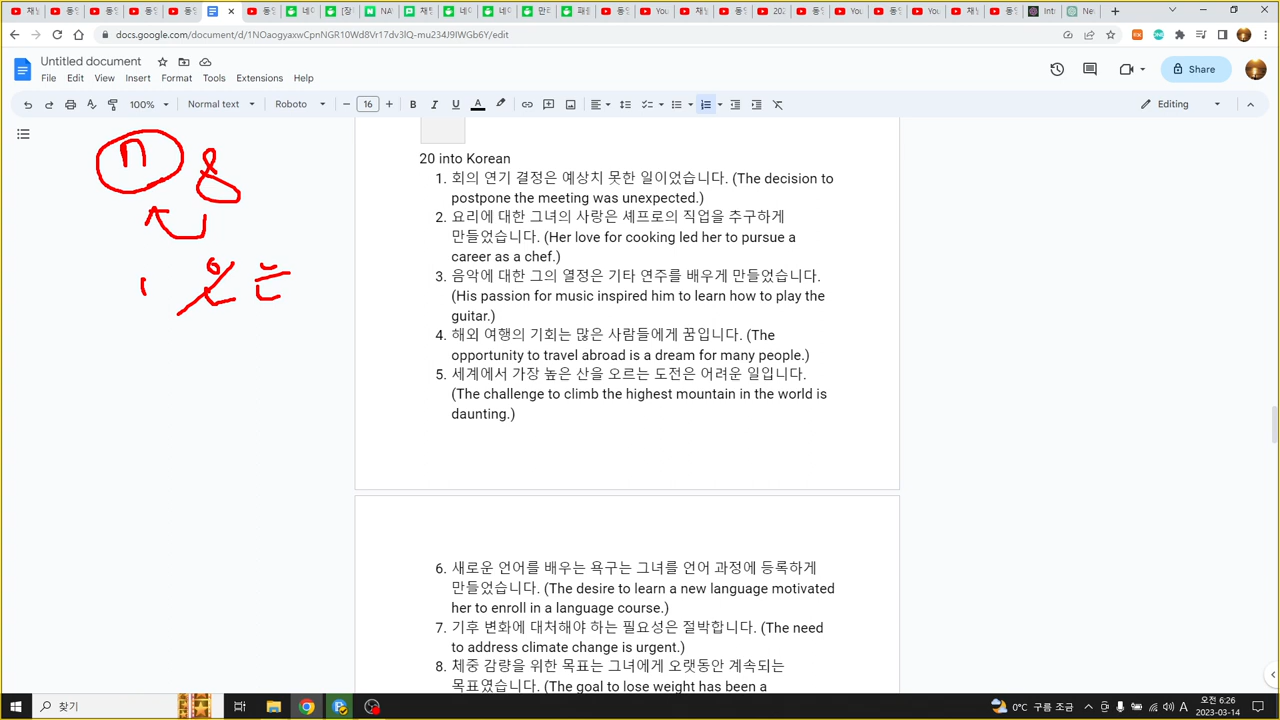 docs.google.com/document/d/1NOaogyaxwCpnNGR10Wd8Vr17dv3lQ-mu234J9IWGb6Y/edit
Untitled document
File Edit View Insert Format Tools Extensions Help
Share
100% Normal text Roboto 16 Editing
20 into Korean
1. 회의 연기 결정은 예상치 못한 일이었습니다. (The decision to
postpone the meeting was unexpected.)
2. 요리에 대한 그녀의 사랑은 셰프로의 직업을 추구하게
만들었습니다. (Her love for cooking led her to pursue a
career as a chef.)
3. 음악에 대한 그의 열정은 기타 연주를 배우게 만들었습니다.
(His passion for music inspired him to learn how to play the
guitar.)
4. 해외 여행의 기회는 많은 사람들에게 꿈입니다. (The
opportunity to travel abroad is a dream for many people.)
5. 세계에서 가장 높은 산을 오르는 도전은 어려운 일입니다.
(The challenge to climb the highest mountain in the world is
daunting.)
6. 새로운 언어를 배우는 욕구는 그녀를 언어 과정에 등록하게
만들었습니다. (The desire to learn a new language motivated
her to enroll in a language course.)
7. 기후 변화에 대처해야 하는 필요성은 절박합니다. (The need
to address climate change is urgent.)
8. 체중 감량을 위한 목표는 그녀에게 오랫동안 계속되는
목표였습니다. (The goal to lose weight has been a
찾기
0°C 구름 조금
A
오전 6:26
2023-03-14